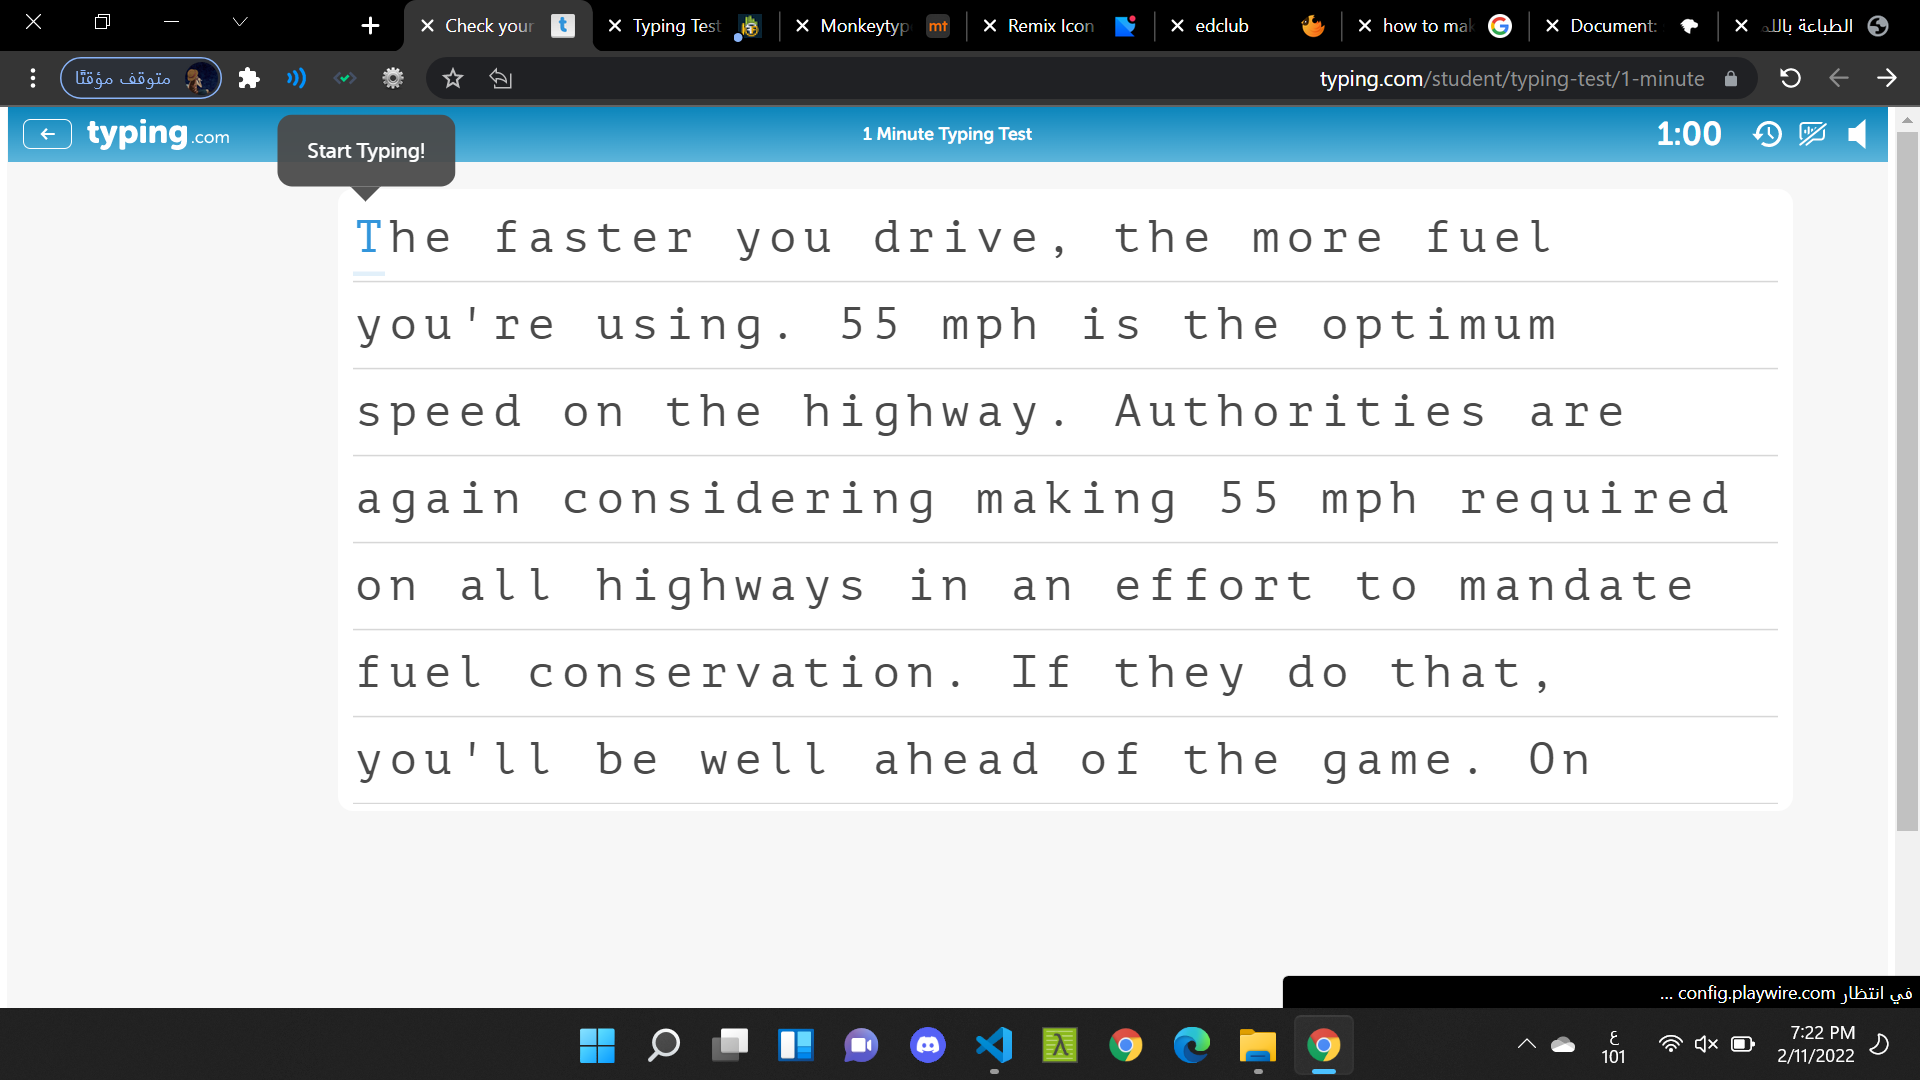 Check your
Typing Test
Monkeytyp
mt
Remix Icon
edclub
how to mak
Document:
الطباعة باللم
متوقف مؤقتًا
typing.com/student/typing-test/1-minute
typing.com
Start Typing!
1 Minute Typing Test
1:00
The faster you drive, the more fuel
you're using. 55 mph is the optimum
speed on the highway. Authorities are
again considering making 55 mph required
on all highways in an effort to mandate
fuel conservation. If they do that,
you'll be well ahead of the game. On
في انتظار config.playwire.com ...
ع
101
7:22 PM
2/11/2022